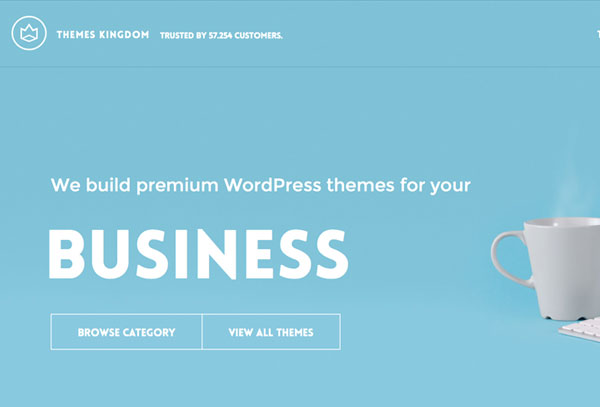 THEMES KINGDOM TRUSTED BY 57.254 CUSTOMERS.
We build premium WordPress themes for your
BUSINESS
BROWSE CATEGORY VIEW ALL THEMES